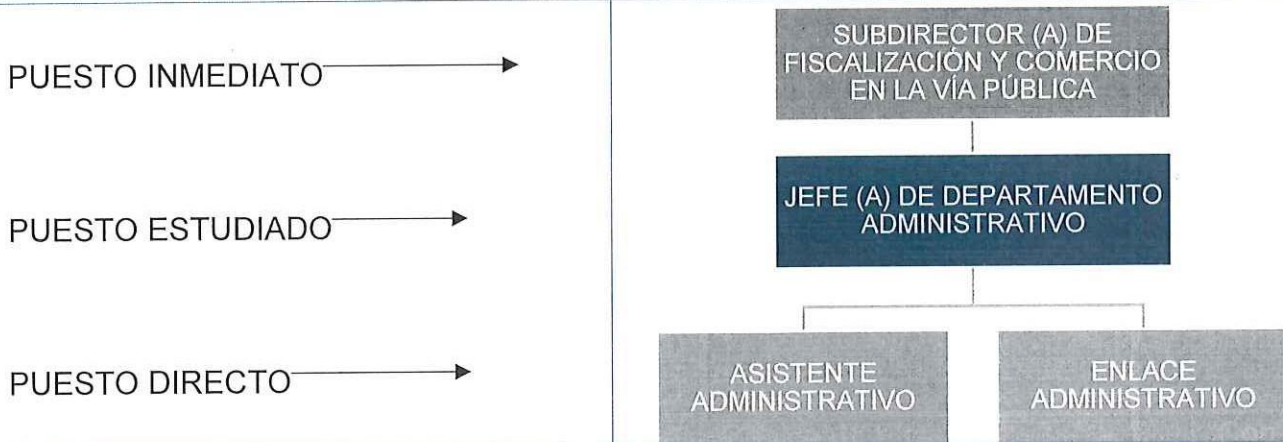 PUESTO INMEDIATO
SUBDIRECTOR (A) DE
FISCALIZACIÓN Y COMERCIO
EN LA VÍA PÚBLICA
PUESTO ESTUDIADO
JEFE (A) DE DEPARTAMENTO
ADMINISTRATIVO
PUESTO DIRECTO
ASISTENTE
ADMINISTRATIVO
ENLACE
ADMINISTRATIVO